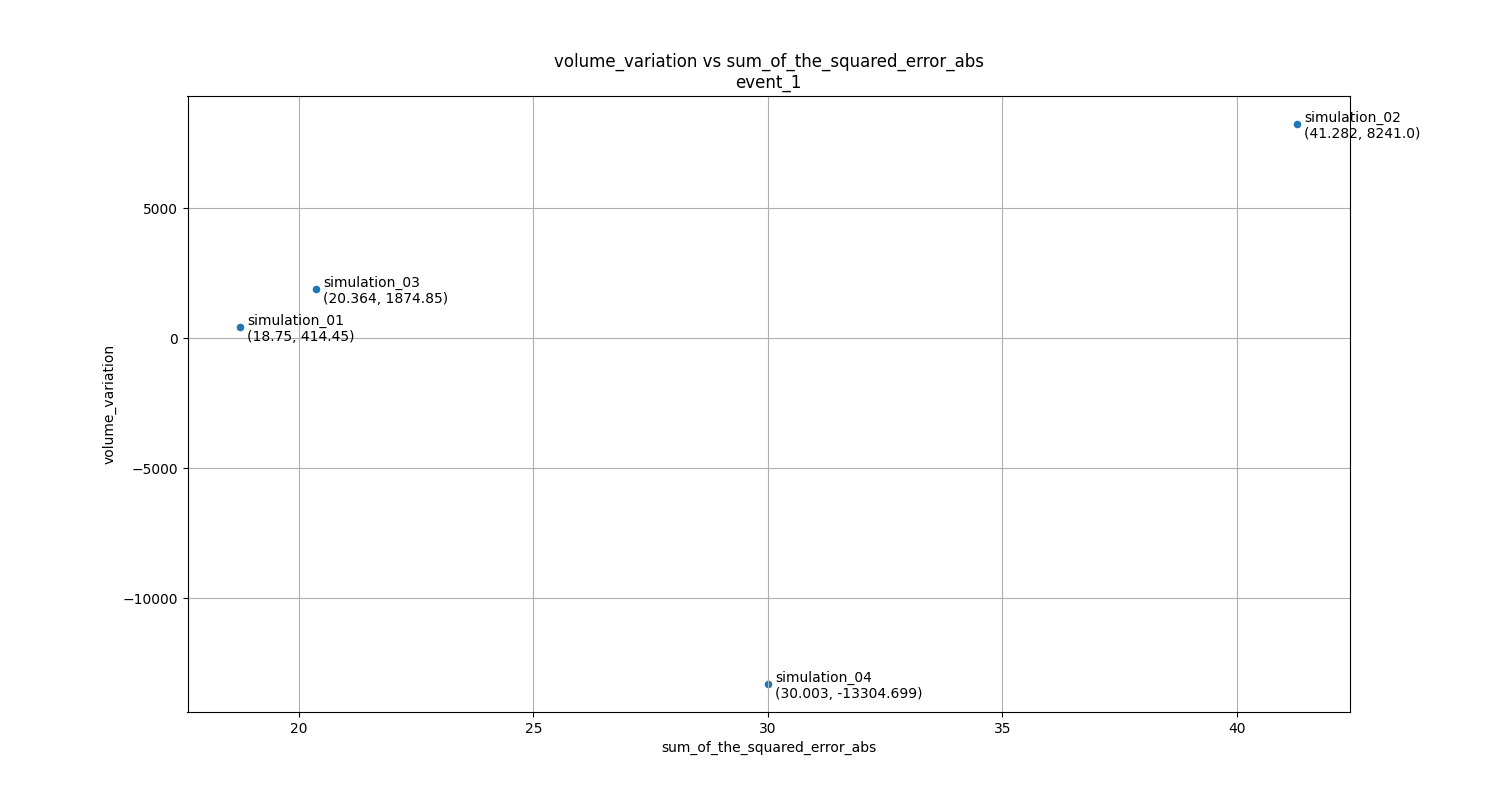 volume_variation vs sum_of_the_squared_error_abs
event_1
simulation_02
(41.282, 8241.0)
5000
simulation_03
(20.364, 1874.85)
simulation_01
(18.75, 414.45)
0
volume_variation
−5000
−10000
simulation_04
(30.003, -13304.699)
20
25
30
35
40
sum_of_the_squared_error_abs